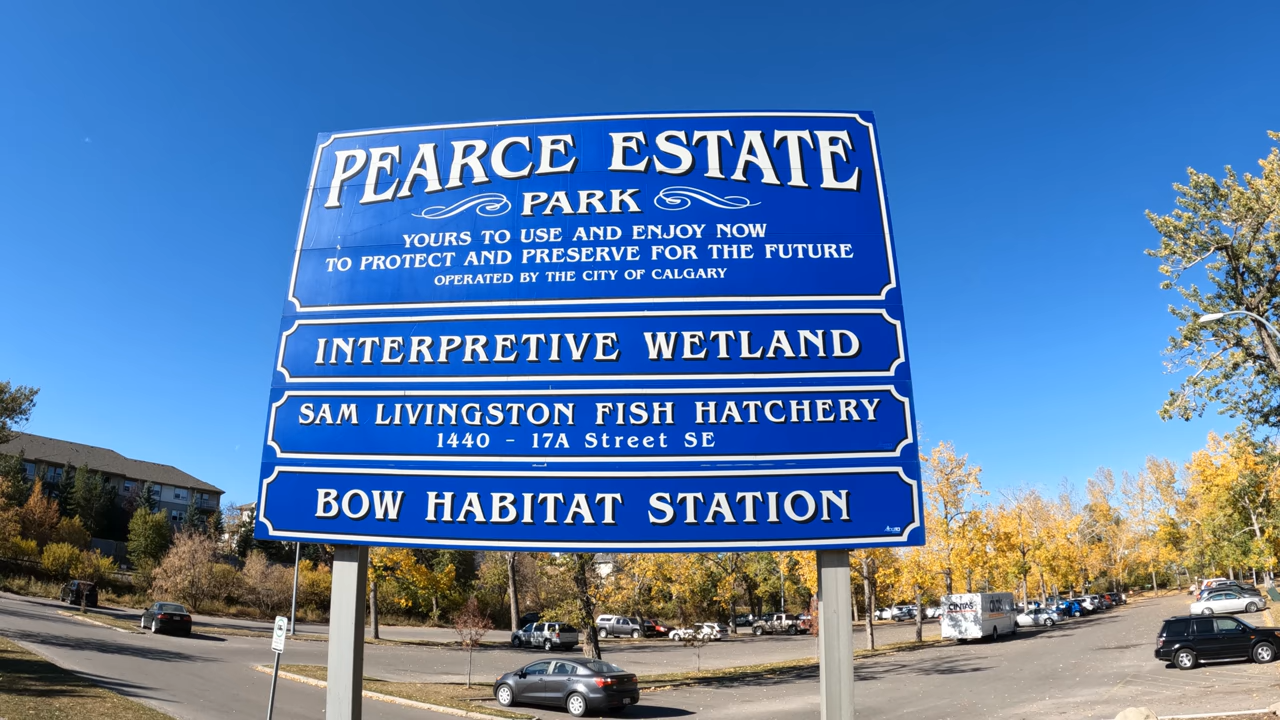 PEARCE ESTATE
PARK
YOURS TO USE AND ENJOY NOW
TO PROTECT AND PRESERVE FOR THE FUTURE
OPERATED BY THE CITY OF CALGARY
INTERPRETIVE WETLAND
SAM LIVINGSTON FISH HATCHERY
1440 - 17A Street SE
BOW HABITAT STATION
CINTAS